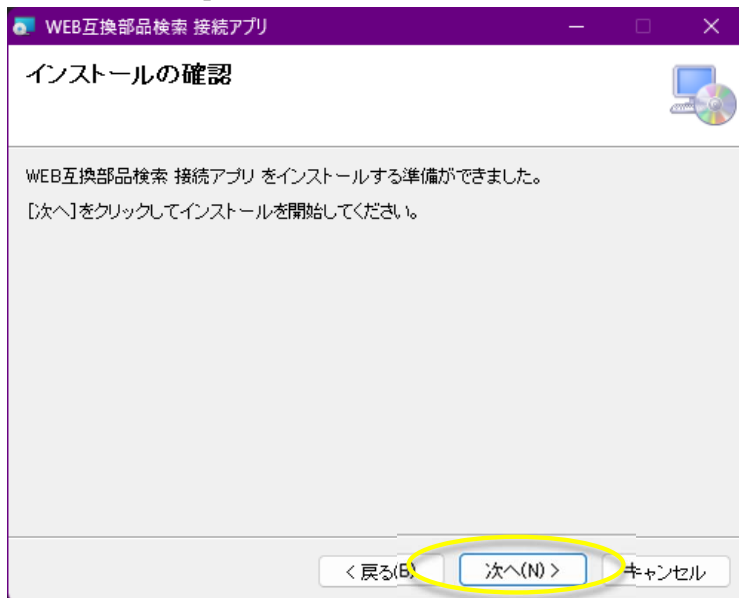 WEB互換部品検索 接続アプリ
インストールの確認
WEB互換部品検索 接続アプリ をインストールする準備ができました。
[次へ]をクリックしてインストールを開始してください。
< 戻る(B) 次へ(N) > キャンセル